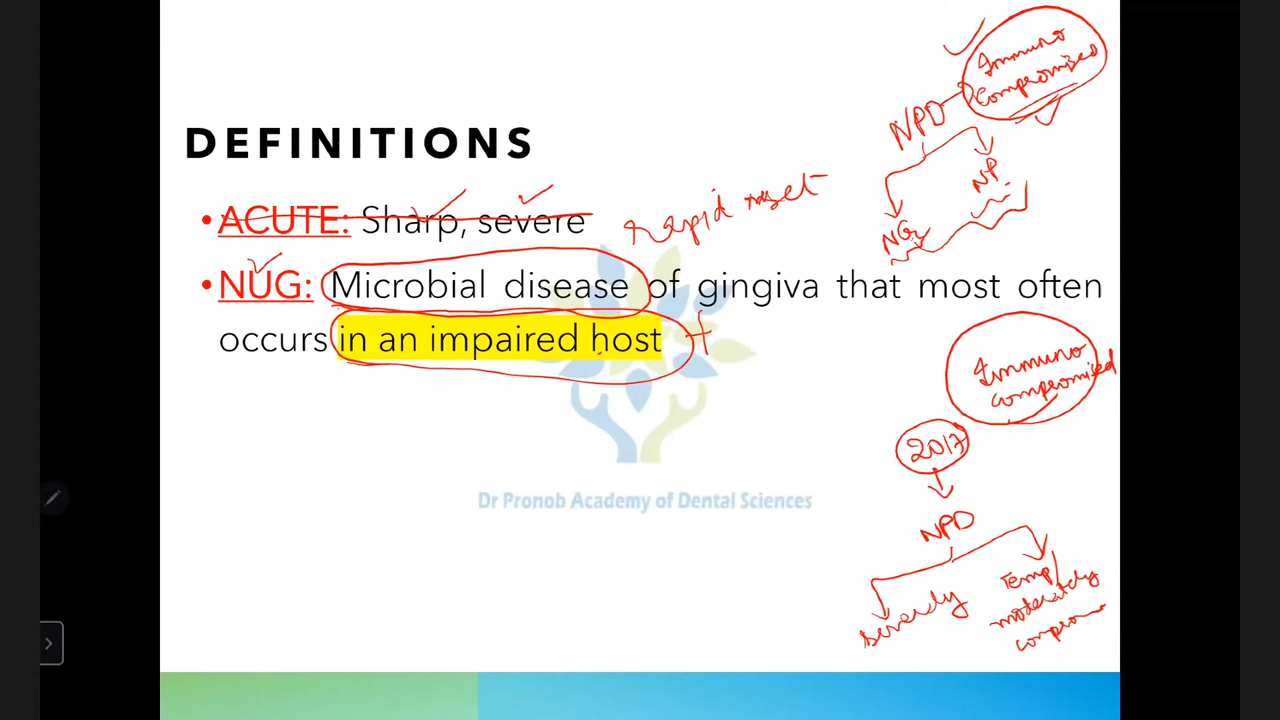 Immuno
compromised
NPD
DEFINITIONS
NP
• ACUTE: Sharp, severe
rapid onset
NG
• NUG: Microbial disease of gingiva that most often
occurs in an impaired host +
Immuno
compromised
2017
NPD
Dr Pronob Academy of Dental Sciences
Severely
Temp/
moderately
comprom